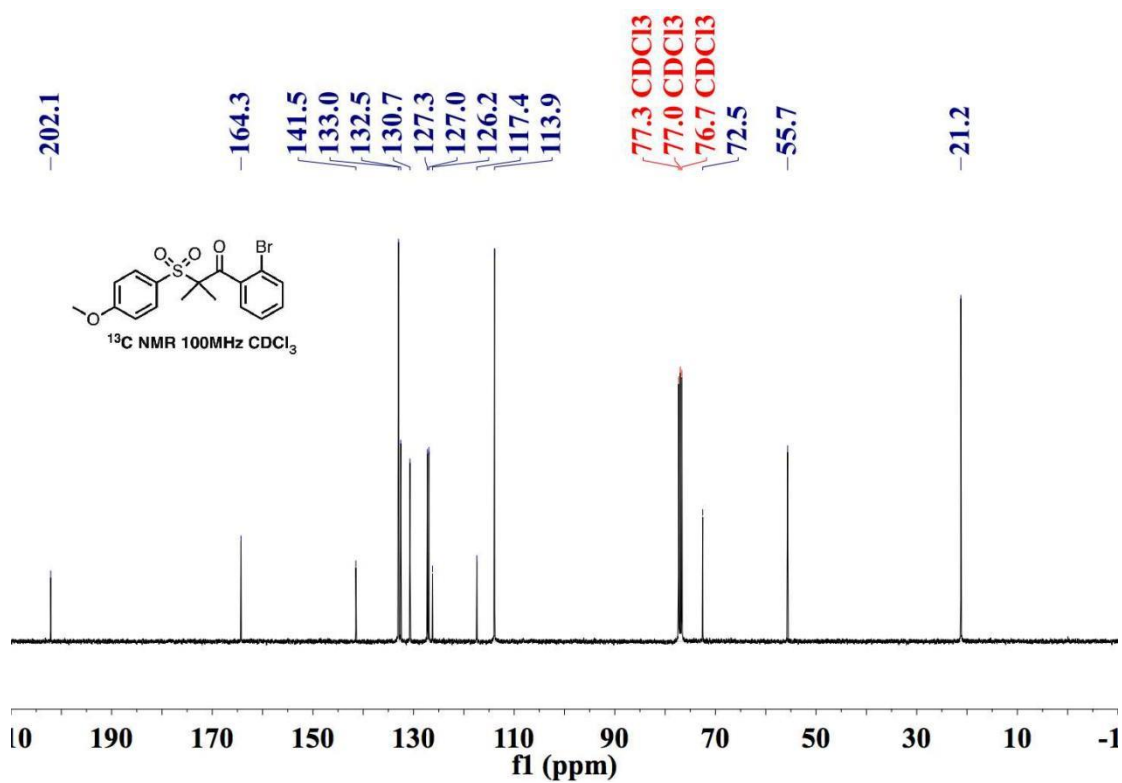 202.1
164.3
141.5
133.0
132.5
130.7
127.3
127.0
126.2
117.4
113.9
77.3 CDCl3
77.0 CDCl3
76.7 CDCl3
72.5
55.7
21.2
O O O Br
S
O
¹³C NMR 100MHz CDCl₃
10 190 170 150 130 110 90 70 50 30 10 -1
f1 (ppm)